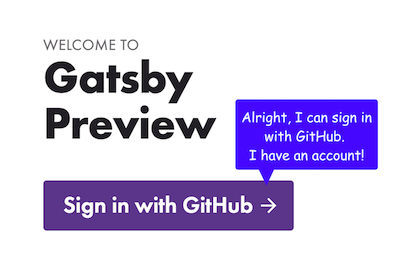 WELCOME TO
Gatsby
Preview
Alright, I can sign in
with GitHub.
I have an account!
Sign in with GitHub →